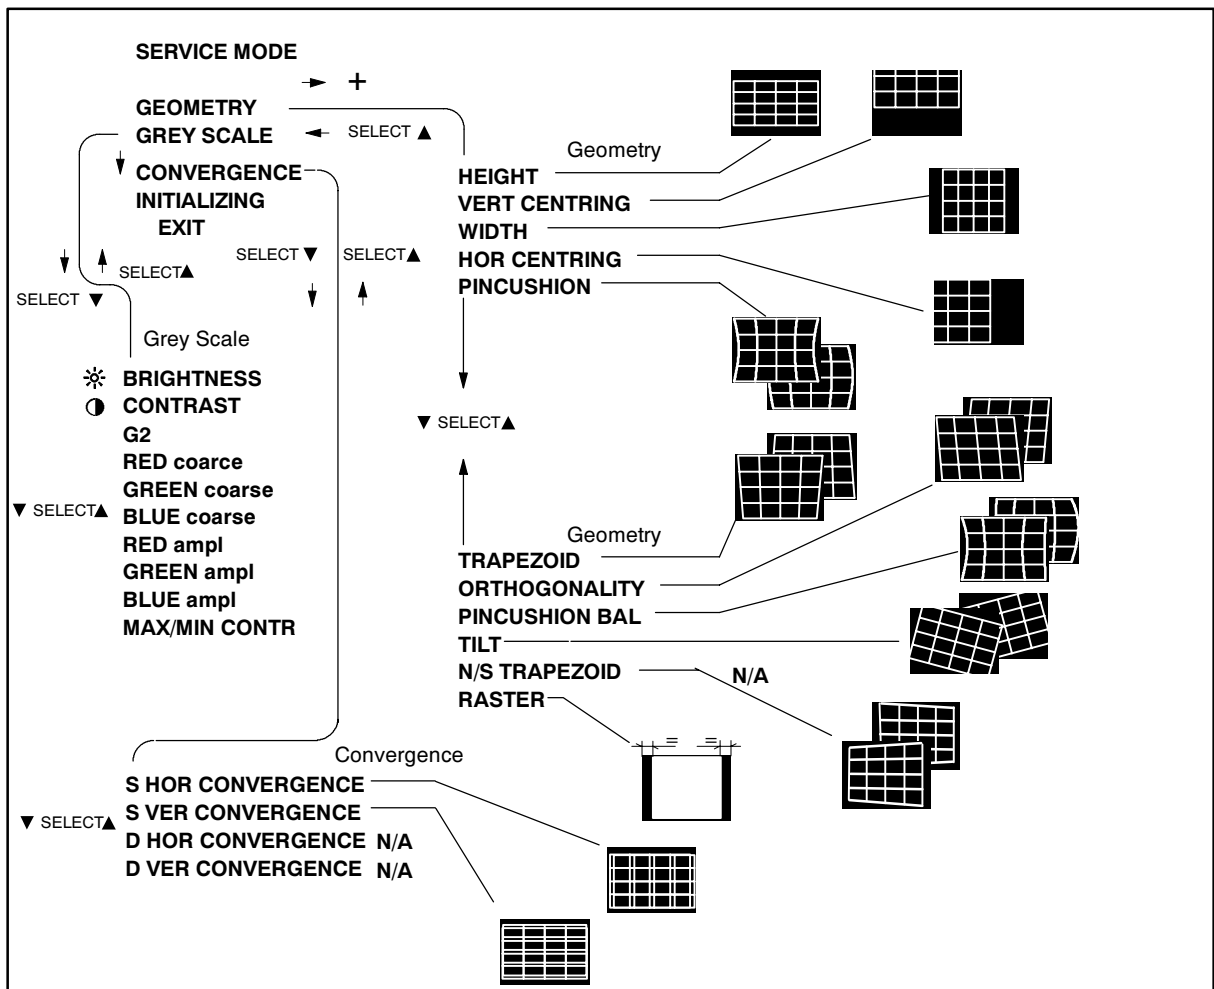 SERVICE MODE
→ +
GEOMETRY
GREY SCALE ← SELECT ▲
↓ CONVERGENCE
INITIALIZING
EXIT
↓ ↑ SELECT▲
SELECT ▼
SELECT ▼ SELECT▲
↓ ↑
Geometry
HEIGHT
VERT CENTRING
WIDTH
HOR CENTRING
PINCUSHION
▼ SELECT▲
Geometry
TRAPEZOID
ORTHOGONALITY
PINCUSHION BAL
TILT
N/S TRAPEZOID N/A
RASTER
= =
Grey Scale
BRIGHTNESS
CONTRAST
G2
RED coarce
GREEN coarse
▼ SELECT▲ BLUE coarse
RED ampl
GREEN ampl
BLUE ampl
MAX/MIN CONTR
Convergence
S HOR CONVERGENCE
S VER CONVERGENCE
▼ SELECT▲
D HOR CONVERGENCE N/A
D VER CONVERGENCE N/A